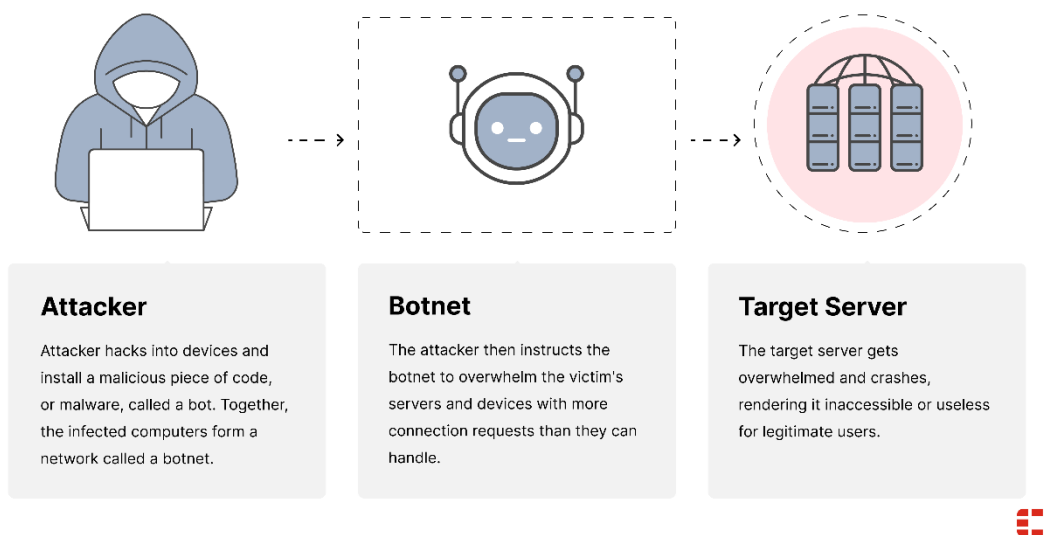 Attacker
Attacker hacks into devices and
install a malicious piece of code,
or malware, called a bot. Together,
the infected computers form a
network called a botnet.
Botnet
The attacker then instructs the
botnet to overwhelm the victim's
servers and devices with more
connection requests than they can
handle.
Target Server
The target server gets
overwhelmed and crashes,
rendering it inaccessible or useless
for legitimate users.